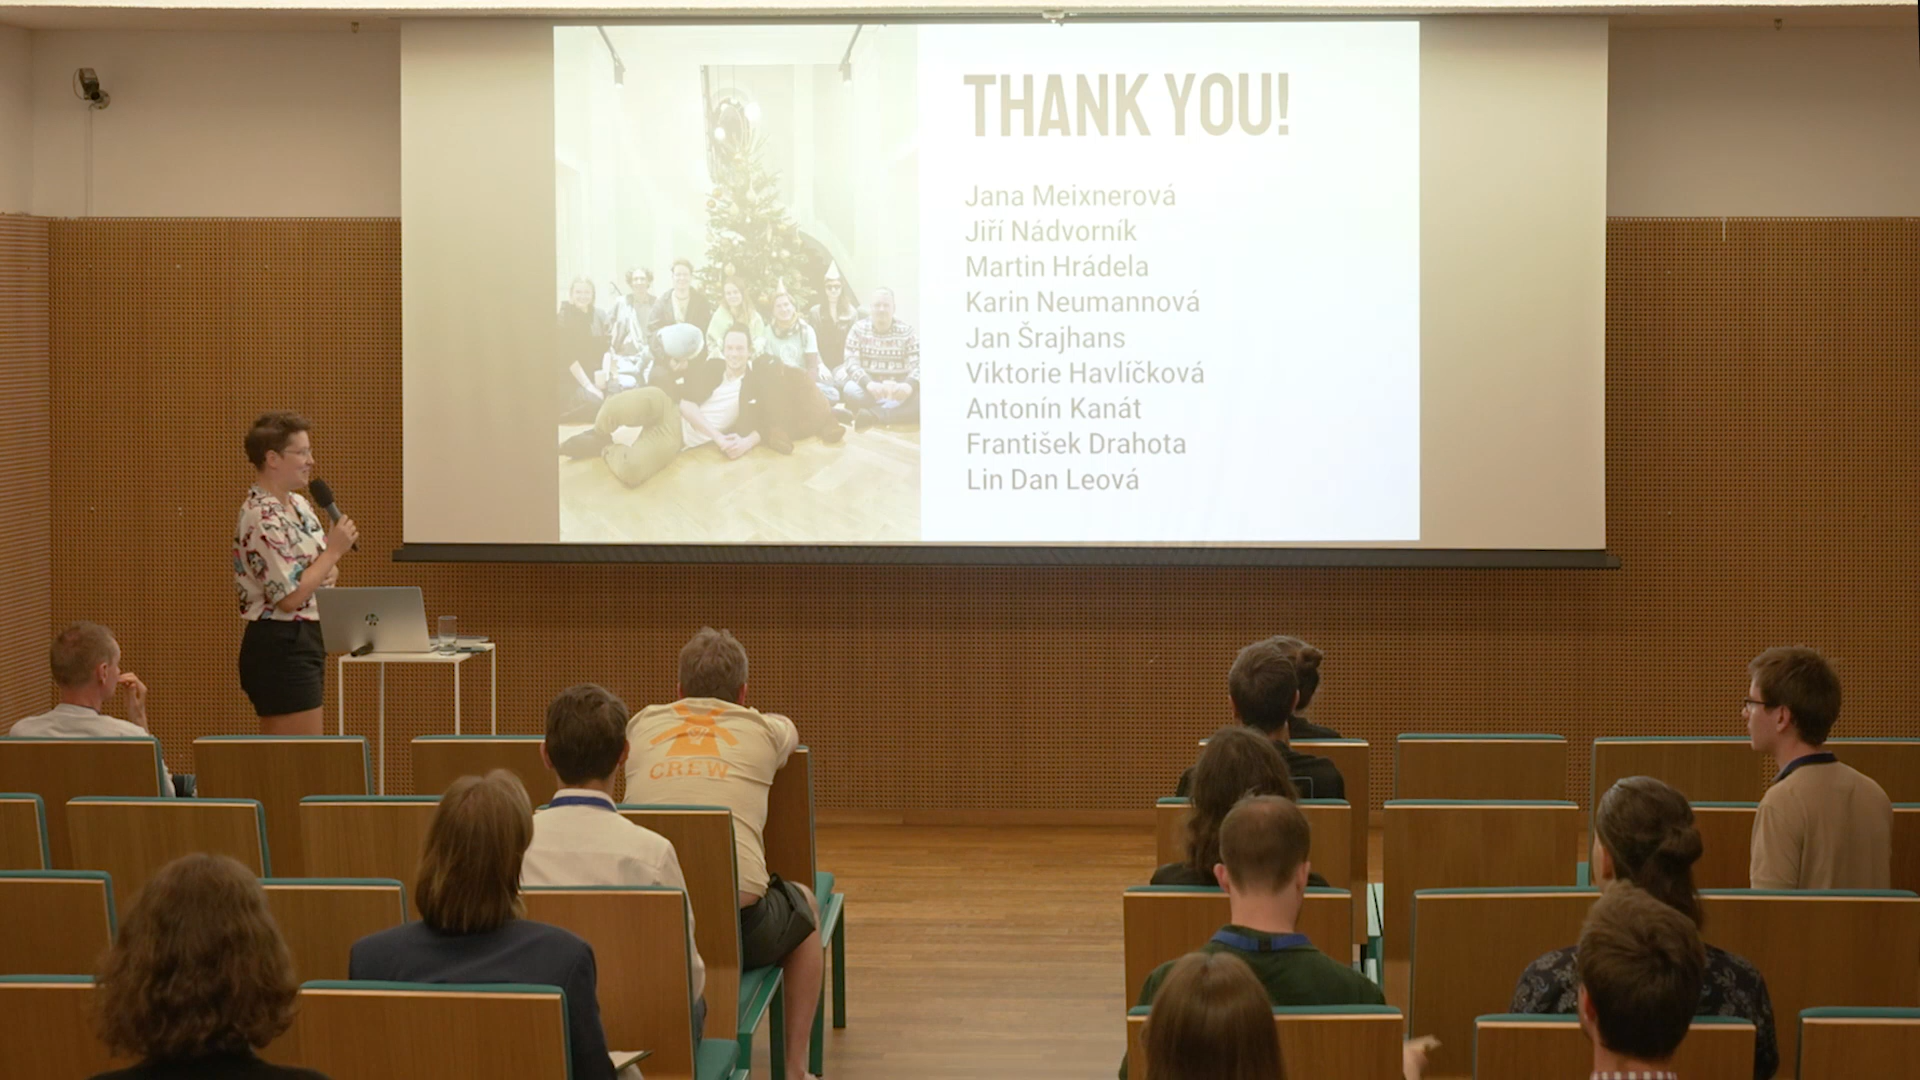 THANK YOU!
Jana Meixnerová
Jiří Nádvorník
Martin Hrádela
Karin Neumannová
Jan Šrajhans
Viktorie Havlíčková
Antonín Kanát
František Drahota
Lin Dan Leová
CREW